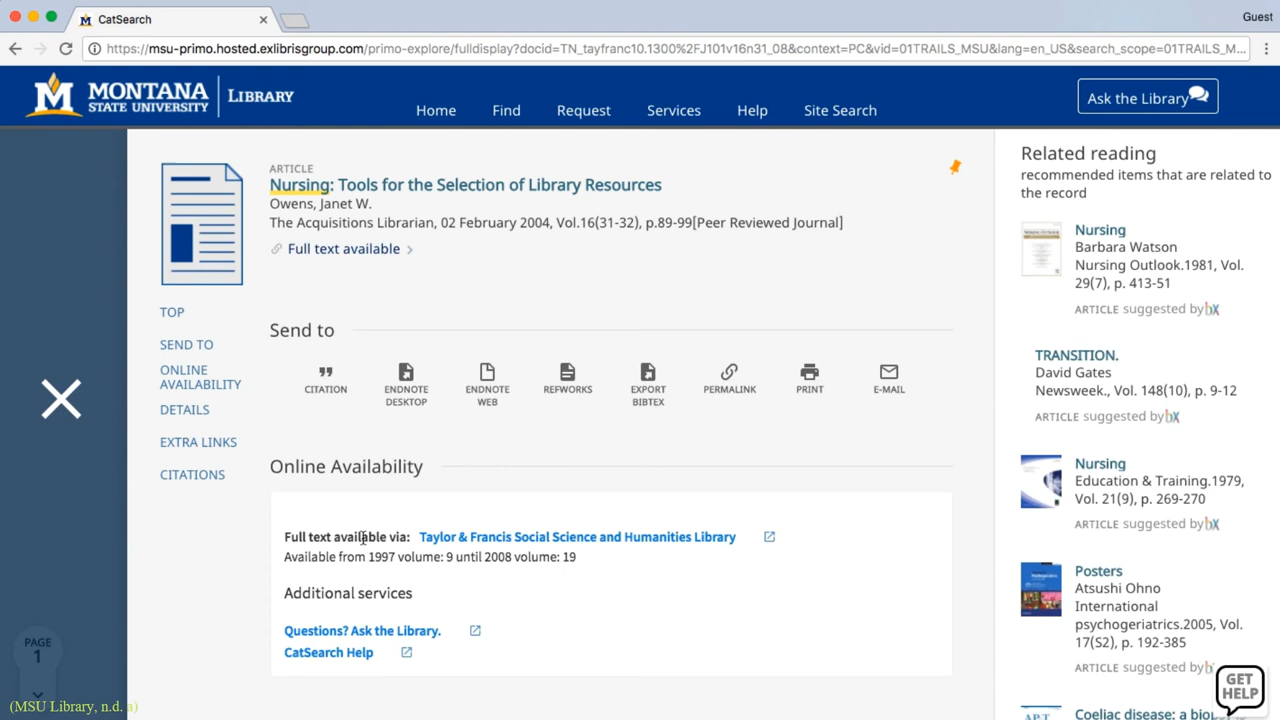 CatSearch
Guest
https://msu-primo.hosted.exlibrisgroup.com/primo-explore/fulldisplay?docid=TN_tayfranc10.1300%2FJ101v16n31_08&context=PC&vid=01TRAILS_MSU&lang=en_US&search_scope=01TRAILS_M...
MONTANA
STATE UNIVERSITY
LIBRARY
Home
Find
Request
Services
Help
Site Search
Ask the Library
ARTICLE
Nursing: Tools for the Selection of Library Resources
Owens, Janet W.
The Acquisitions Librarian, 02 February 2004, Vol.16(31-32), p.89-99[Peer Reviewed Journal]
Full text available
TOP
SEND TO
ONLINE
AVAILABILITY
DETAILS
EXTRA LINKS
CITATIONS
Send to
CITATION
ENDNOTE
DESKTOP
ENDNOTE
WEB
REFWORKS
EXPORT
BIBTEX
PERMALINK
PRINT
E-MAIL
Online Availability
Full text available via: Taylor & Francis Social Science and Humanities Library
Available from 1997 volume: 9 until 2008 volume: 19
Additional services
Questions? Ask the Library.
CatSearch Help
Related reading
recommended items that are related to
the record
Nursing
Barbara Watson
Nursing Outlook.1981, Vol.
29(7), p. 413-51
ARTICLE suggested by bX
TRANSITION.
David Gates
Newsweek., Vol. 148(10), p. 9-12
ARTICLE suggested by bX
Nursing
Education & Training.1979,
Vol. 21(9), p. 269-270
ARTICLE suggested by bX
Posters
Atsushi Ohno
International
psychogeriatrics.2005, Vol.
17(S2), p. 192-385
ARTICLE suggested by
Coeliac disease: a
GET
HELP
PAGE
1
(MSU Library, n.d. a)